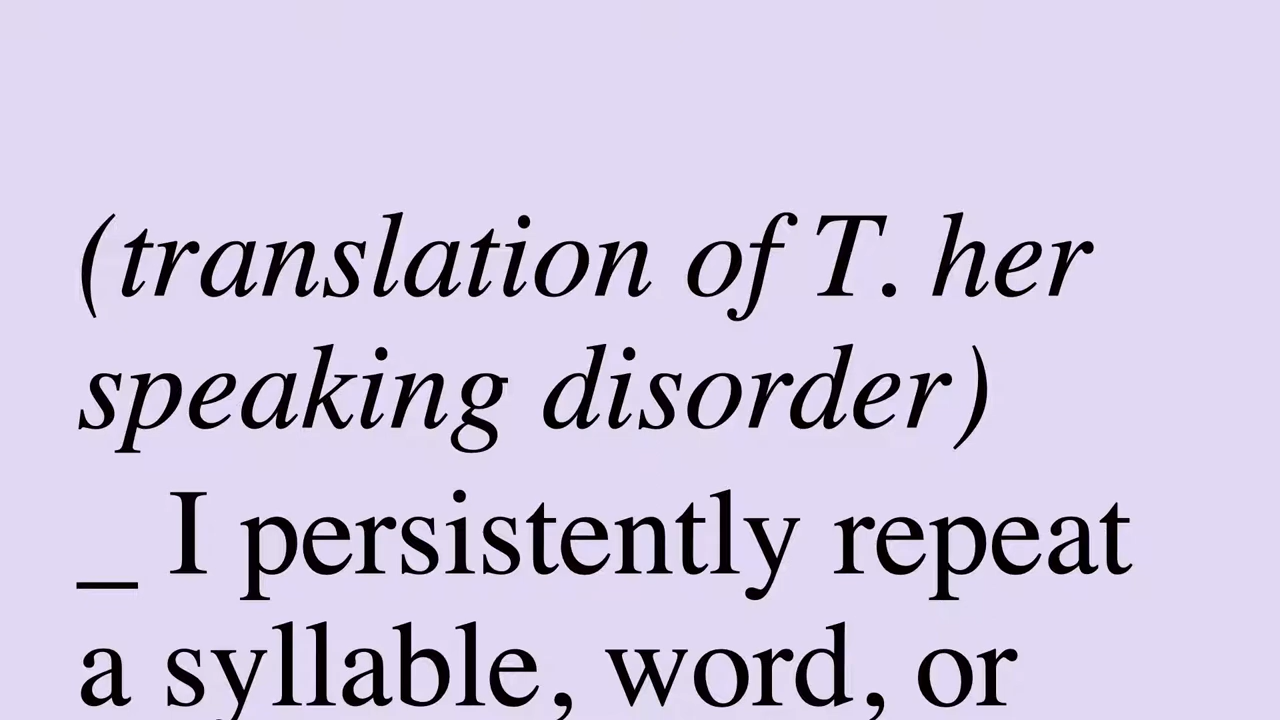 (translation of T. her
speaking disorder)
_ I persistently repeat
a syllable, word, or